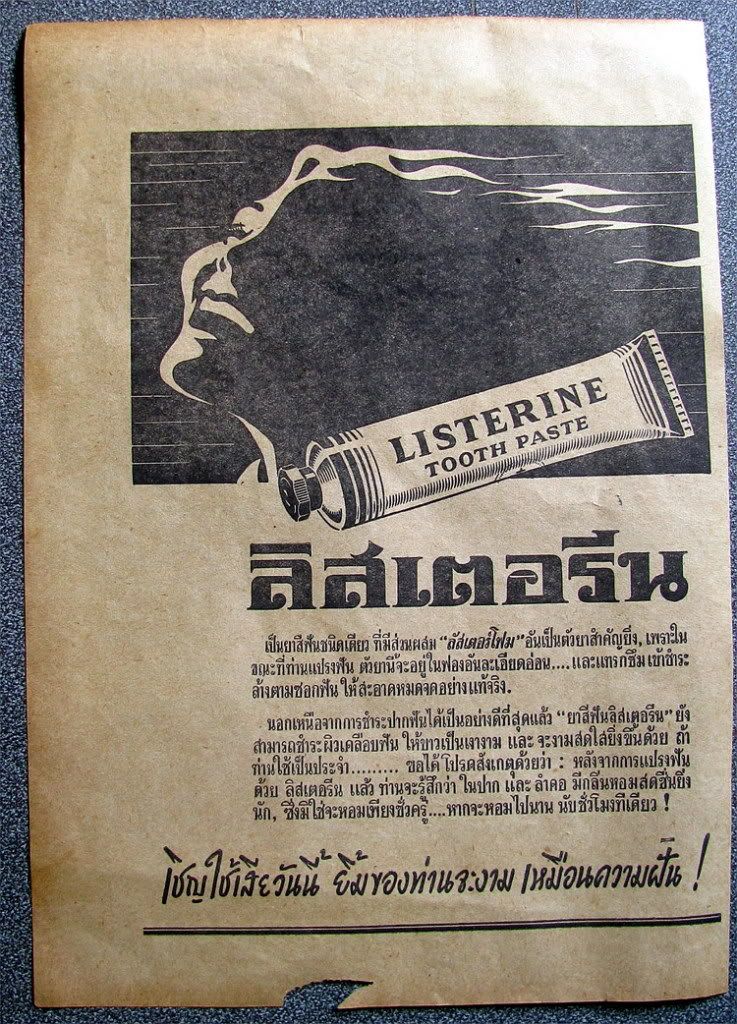 LISTERINE
TOOTH PASTE
ลิสเตอรีน
เป็นยาสีฟันชนิดเดียว ที่มีส่วนผสม "ลัสเตอร์โฟม" อันเป็นตัวยาสำคัญยิ่ง, เพราะใน
ขณะที่ท่านแปรงฟัน ตัวยานี้จะอยู่ในฟองอันละเอียดอ่อน....และแทรกซึมเข้าชำระ
ล้างตามซอกฟัน ให้สะอาดหมดจดอย่างแท้จริง.
นอกเหนือจากการชำระปากฟันได้เป็นอย่างดีที่สุดแล้ว "ยาสีฟันลิสเตอรีน" ยัง
สามารถชำระผิวเคลือบฟัน ให้ขาวเป็นเงางาม และ จะงามสดใสยิ่งขึ้นด้วย ถ้า
ท่านใช้เป็นประจำ......... ขอได้โปรดสังเกตุด้วยว่า : หลังจากการแปรงฟัน
ด้วย ลิสเตอรีน แล้ว ท่านจะรู้สึกว่า ในปาก และ ลำคอ มีกลิ่นหอมสดชื่นยิ่ง
นัก, ซึ่งมิใช่จะหอมเพียงชั่วครู่....หากจะหอมไปนาน นับชั่วโมงทีเดียว !
เชิญใช้เสียวันนี้ ยิ้มของท่านจะงาม เหมือนความฝัน !